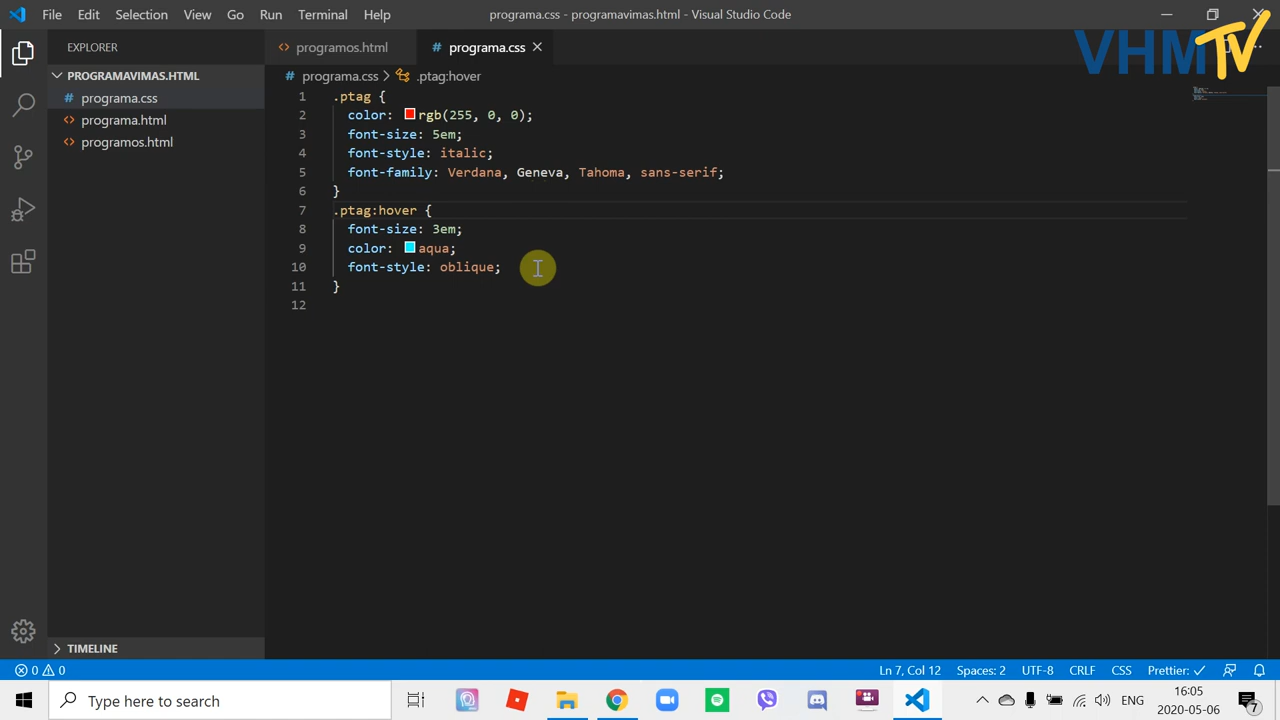 File Edit Selection View Go Run Terminal Help
programa.css - programavimas.html - Visual Studio Code
VHMTV
EXPLORER
programos.html
# programa.css
PROGRAMAVIMAS.HTML
# programa.css > .ptag:hover
# programa.css
programa.html
programos.html
1 .ptag {
2 color: rgb(255, 0, 0);
3 font-size: 5em;
4 font-style: italic;
5 font-family: Verdana, Geneva, Tahoma, sans-serif;
6 }
7 .ptag:hover {
8 font-size: 3em;
9 color: aqua;
10 font-style: oblique;
11 }
12
TIMELINE
0 0
Ln 7, Col 12 Spaces: 2 UTF-8 CRLF CSS Prettier: ✓
Type here to search
ENG
16:05
2020-05-06
7